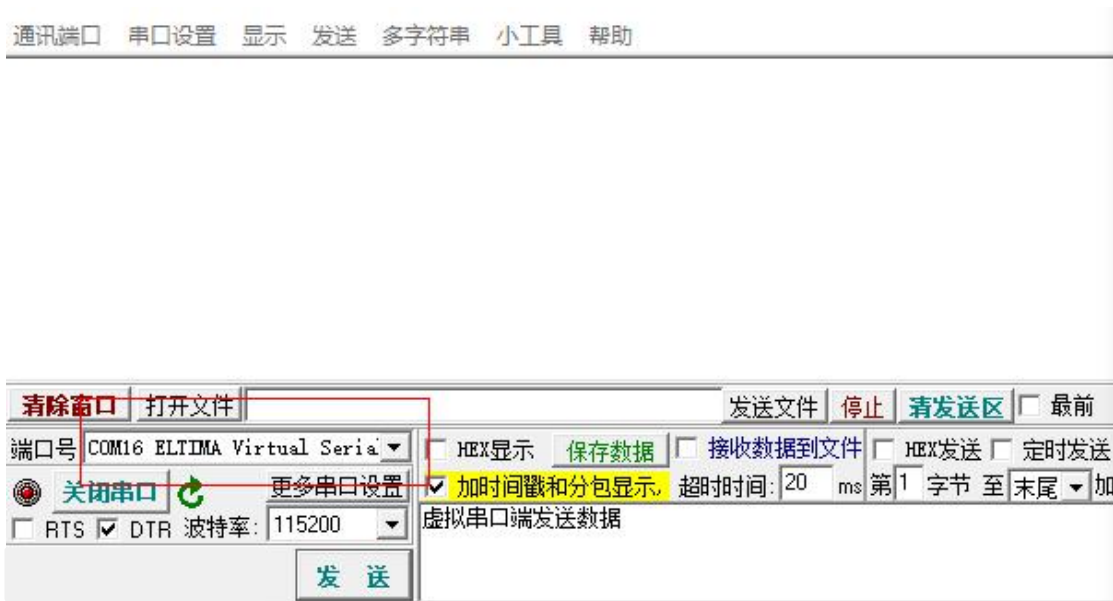 通讯端口 串口设置 显示 发送 多字符串 小工具 帮助
清除窗口 打开文件 发送文件 停止 清发送区 最前
端口号 COM16 ELTIMA Virtual Seria HEX显示 保存数据 接收数据到文件 HEX发送 定时发送
关闭串口 更多串口设置 加时间戳和分包显示, 超时时间: 20 ms 第 1 字节 至 末尾 加
RTS DTR 波特率: 115200 虚拟串口端发送数据
发 送